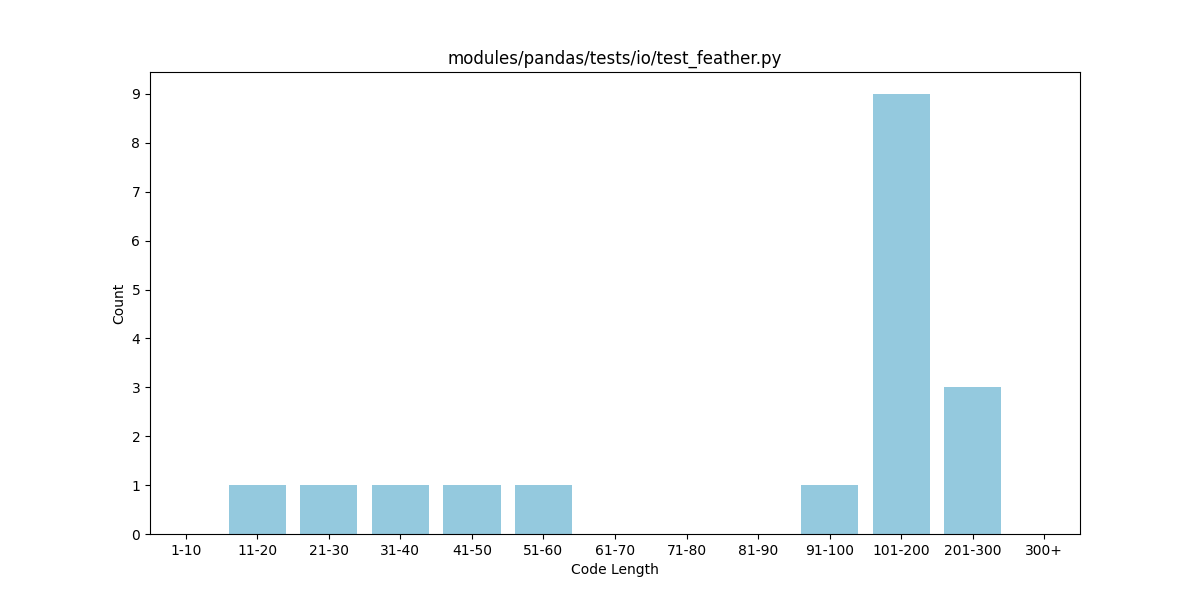 modules/pandas/tests/io/test_feather.py
Count
9
8
7
6
5
4
3
2
1
0
1-10 11-20 21-30 31-40 41-50 51-60 61-70 71-80 81-90 91-100 101-200 201-300 300+
Code Length